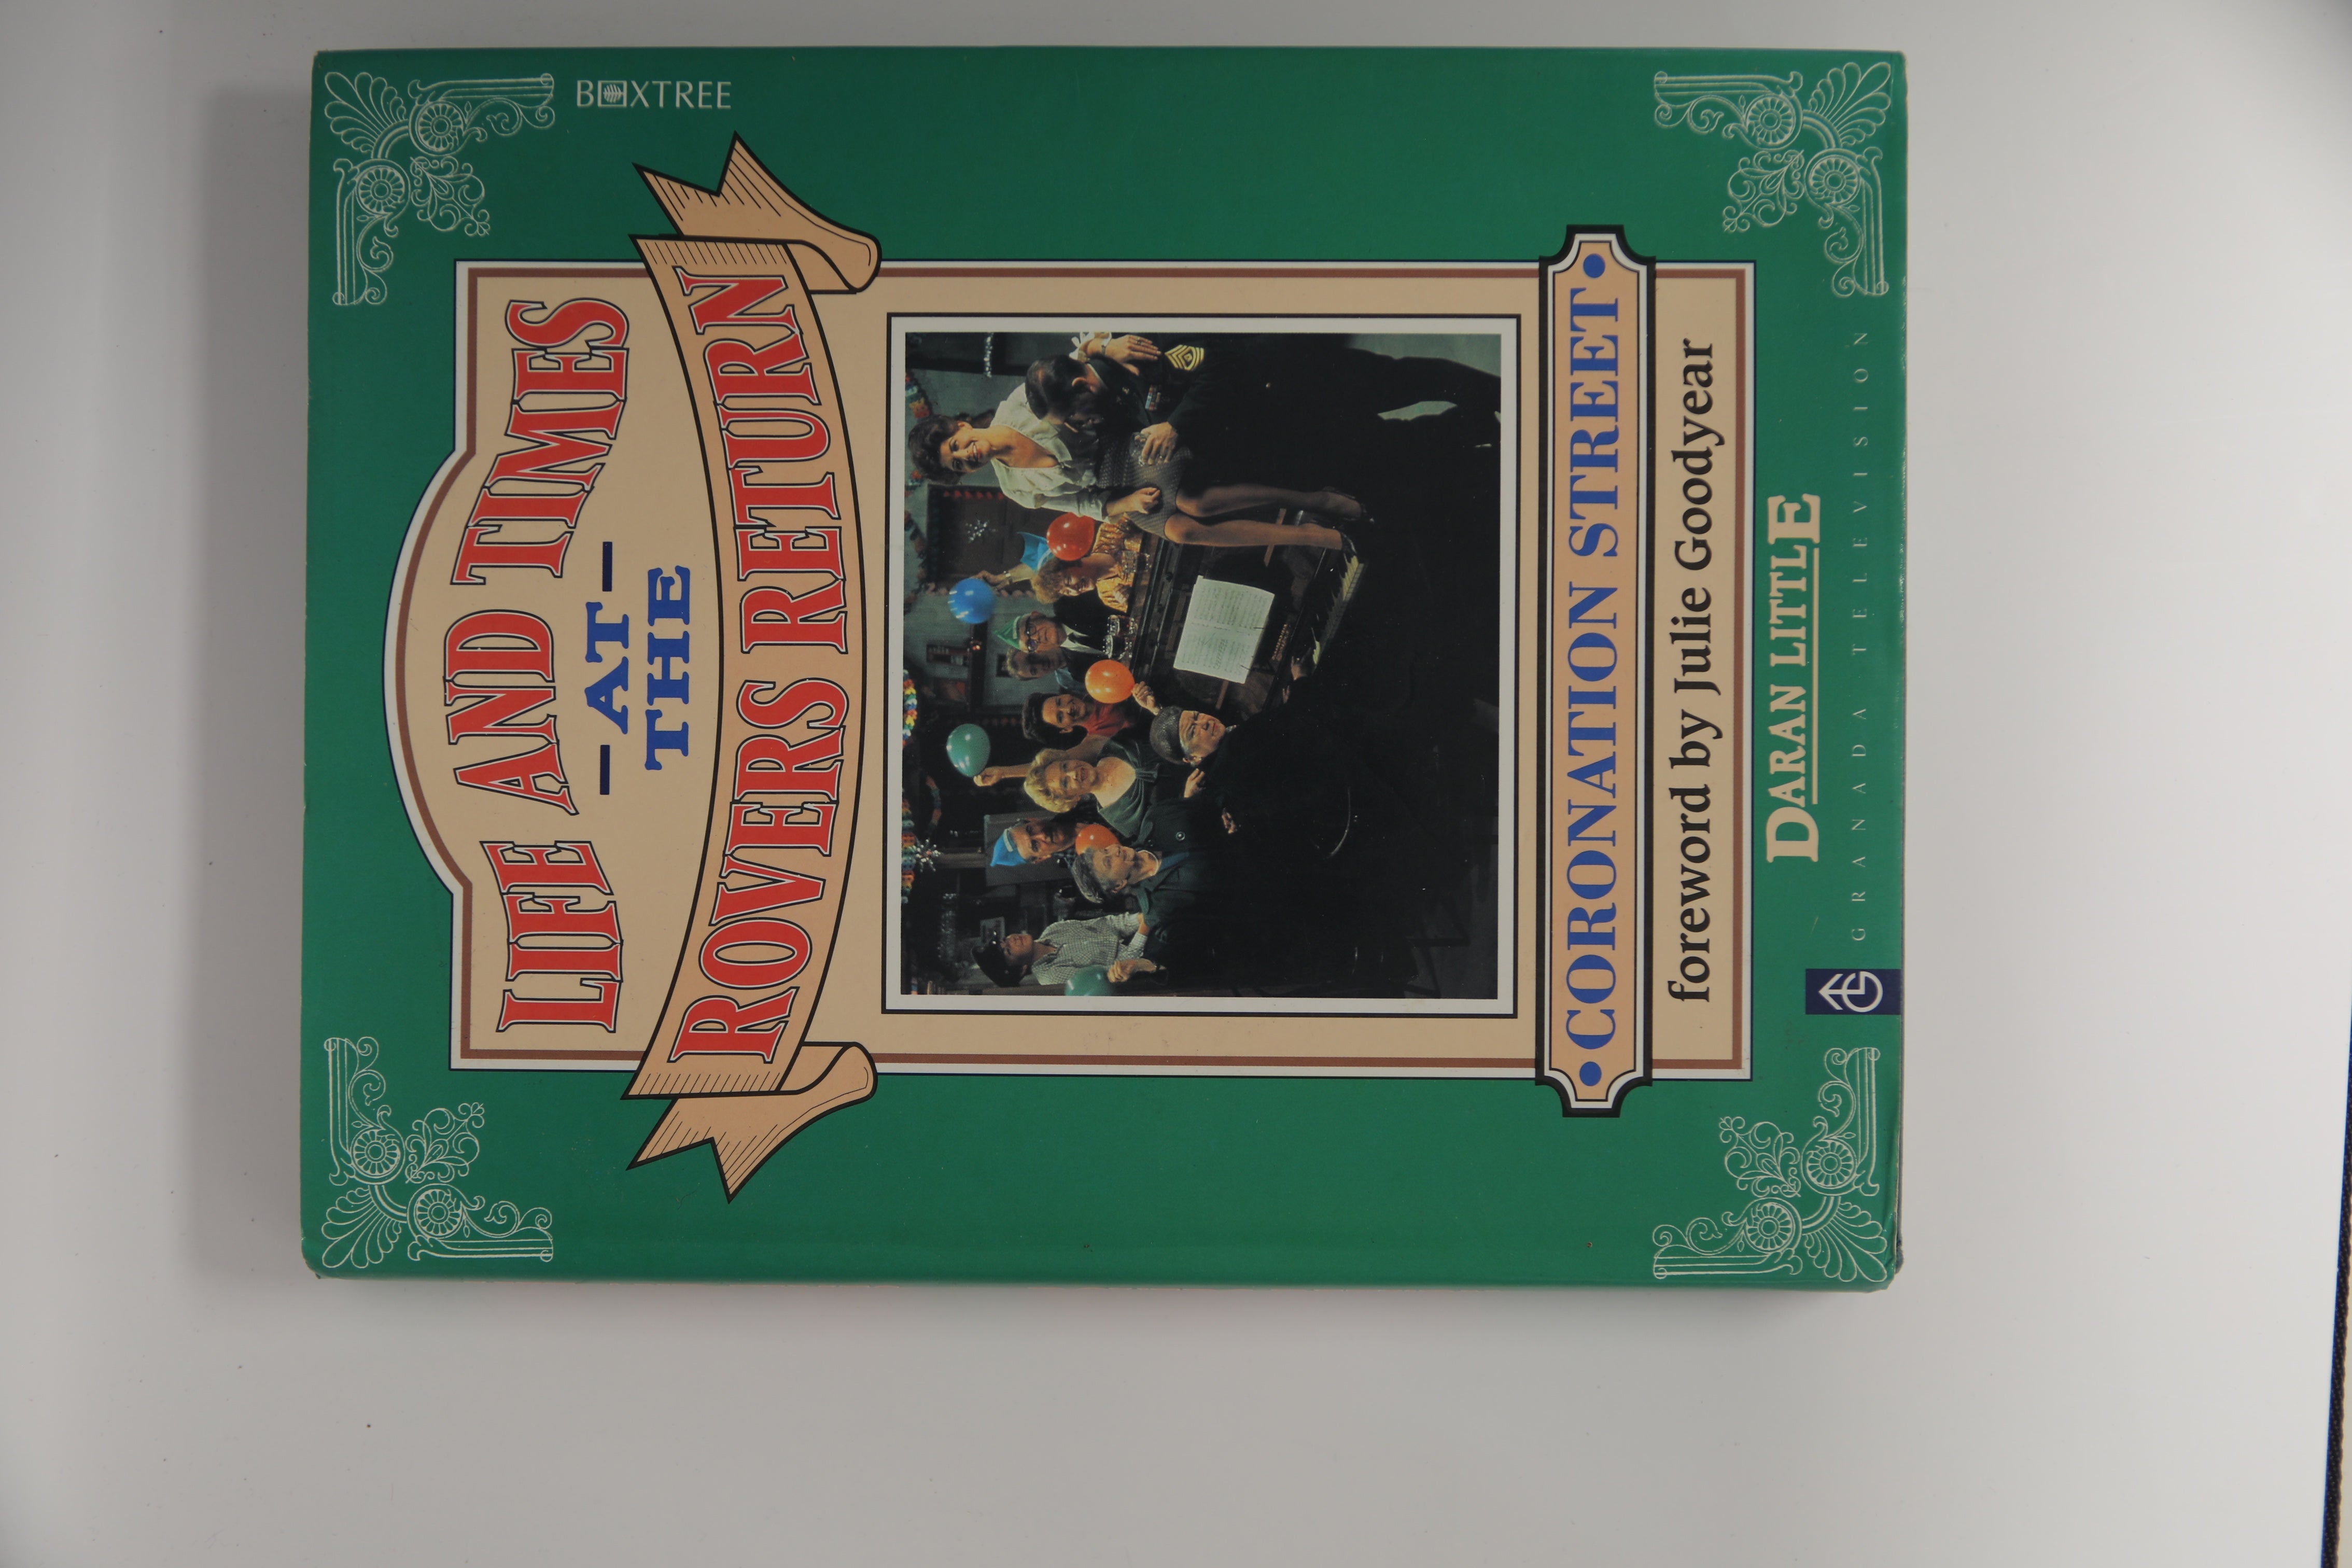 BOXTREE
LIFE AND TIMES
AT
THE
ROVERS RETURN
CORONATION STREET
foreword by Julie Goodyear
DARAN LITTLE
GRANADA TELEVISION